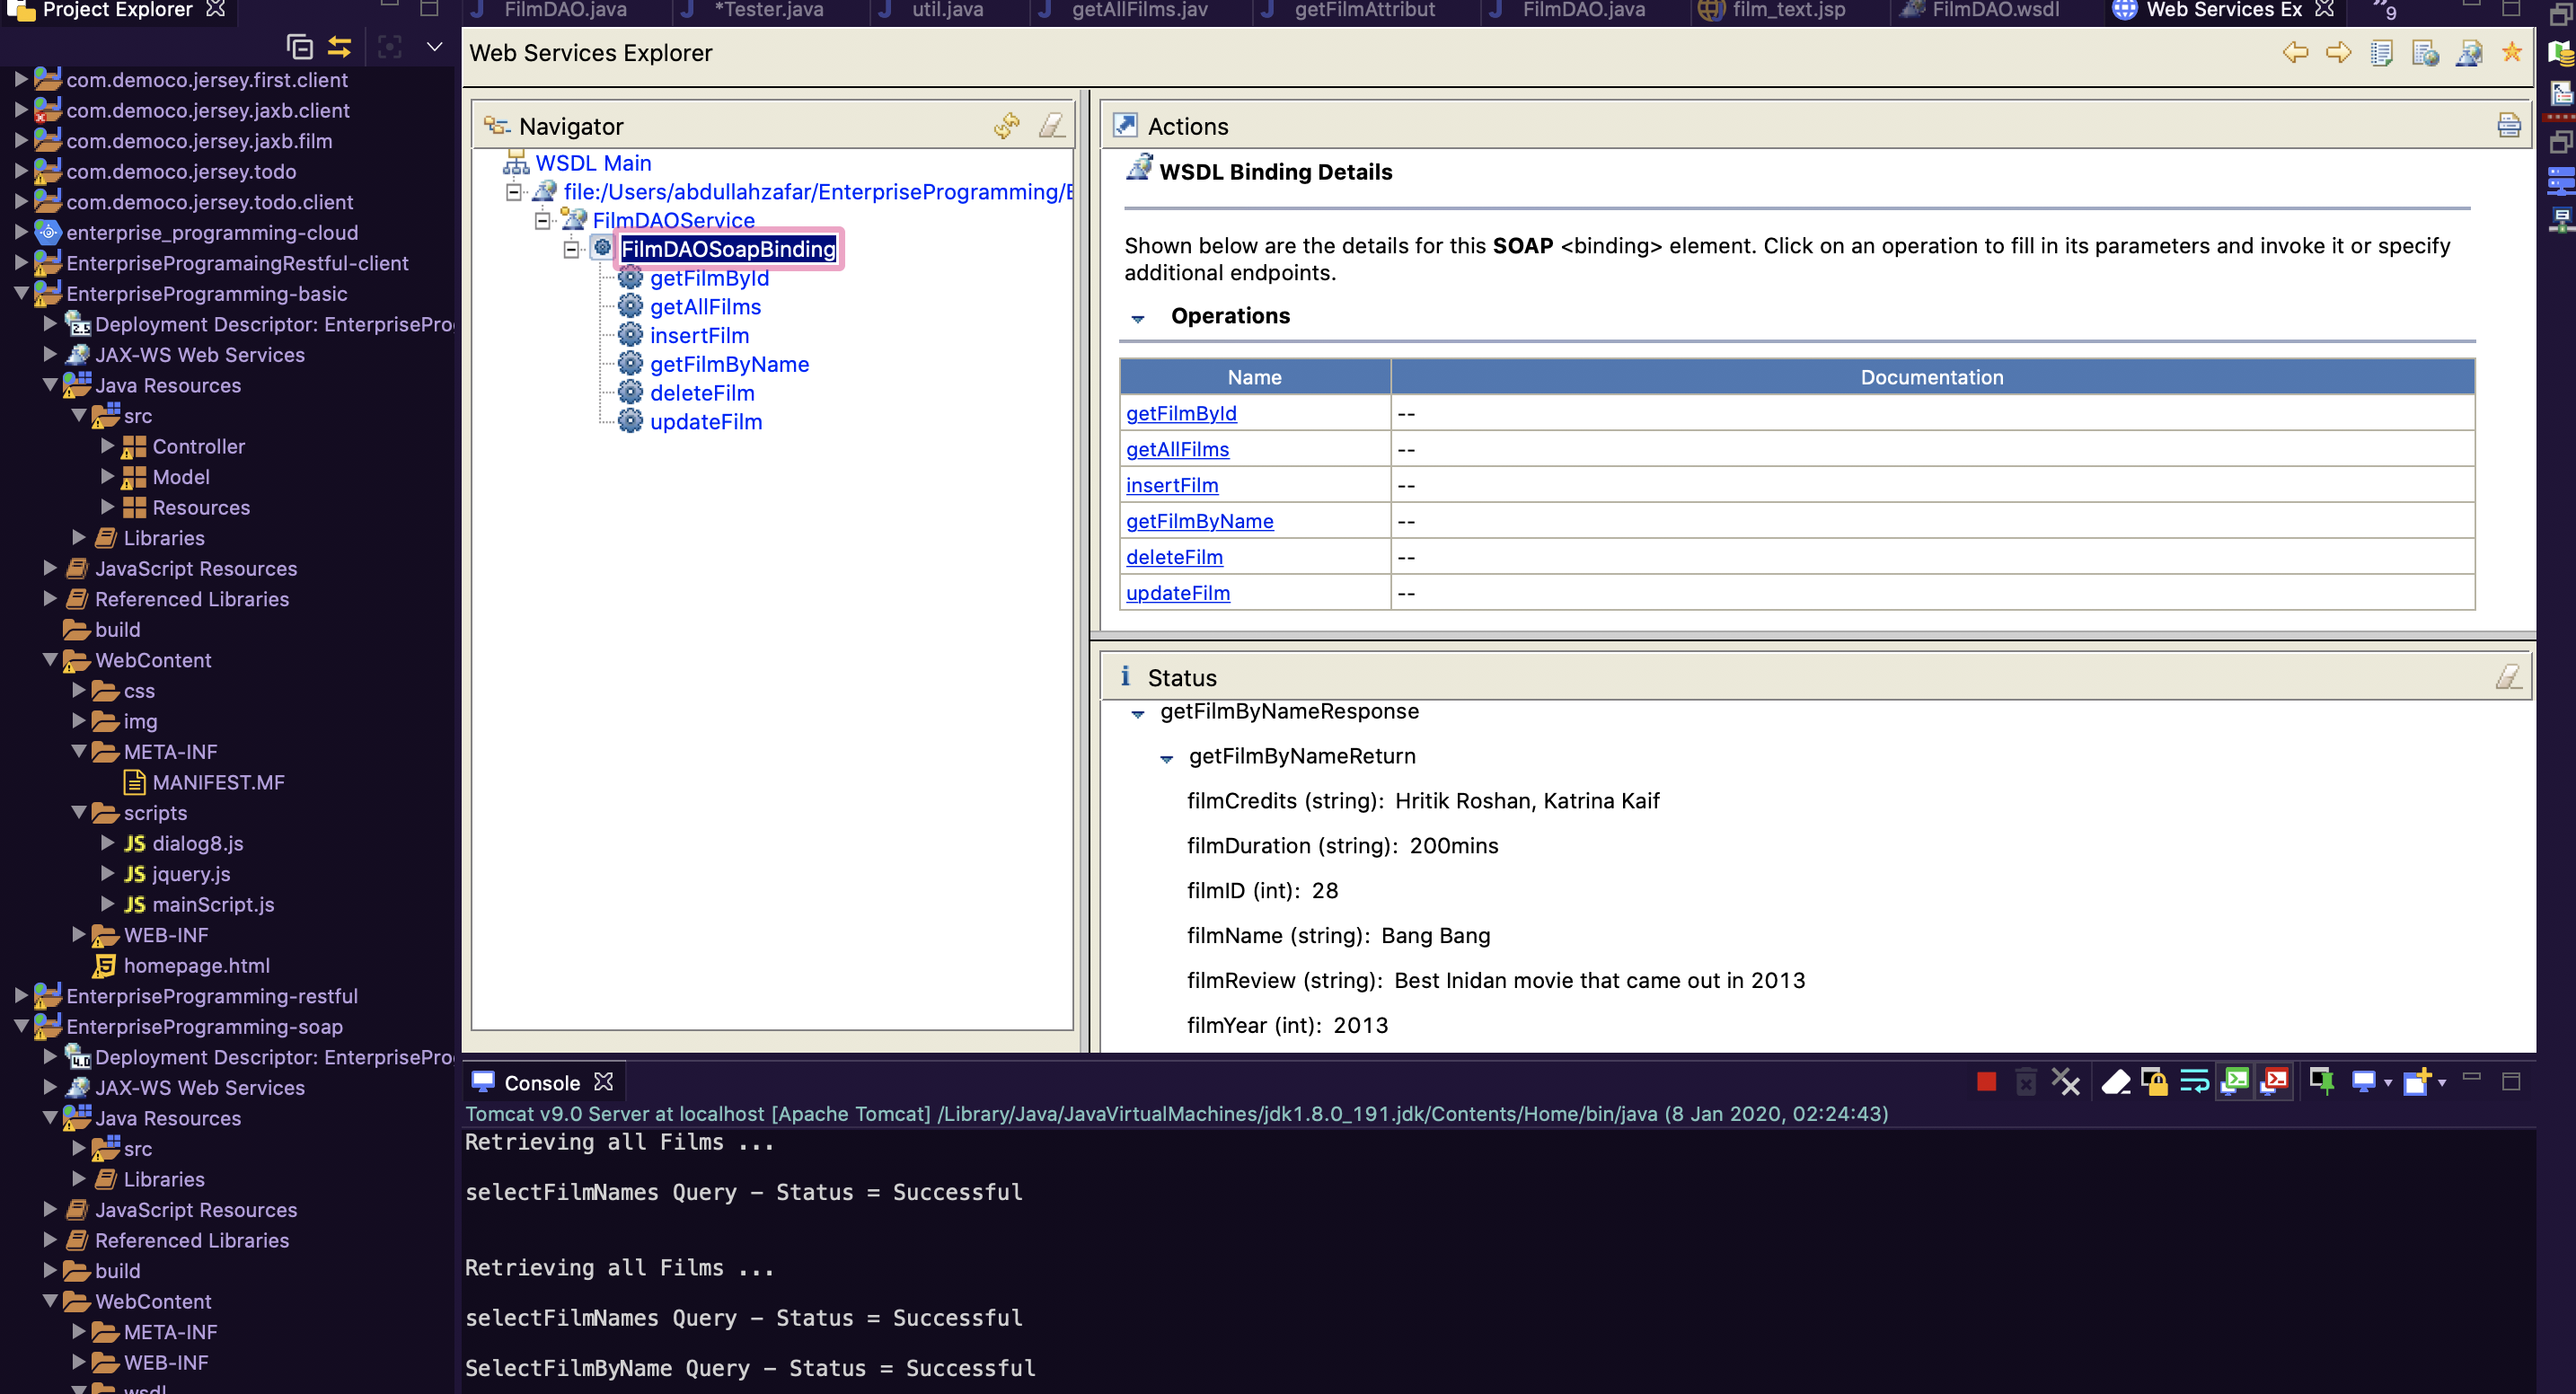 Project Explorer
com.democo.jersey.first.client
com.democo.jersey.jaxb.client
com.democo.jersey.jaxb.film
com.democo.jersey.todo
com.democo.jersey.todo.client
enterprise_programming-cloud
EnterpriseProgramaingRestful-client
EnterpriseProgramming-basic
2.5 Deployment Descriptor: EnterprisePro
JAX-WS Web Services
Java Resources
src
Controller
Model
Resources
Libraries
JavaScript Resources
Referenced Libraries
build
WebContent
css
img
META-INF
MANIFEST.MF
scripts
JS dialog8.js
JS jquery.js
JS mainScript.js
WEB-INF
5 homepage.html
EnterpriseProgramming-restful
EnterpriseProgramming-soap
4.0 Deployment Descriptor: EnterprisePro
JAX-WS Web Services
Java Resources
src
Libraries
JavaScript Resources
Referenced Libraries
build
WebContent
META-INF
WEB-INF
wsdl
J FilmDAO.java
J *Tester.java
J util.java
J getAllFilms.jav
J getFilmAttribut
J FilmDAO.java
film_text.jsp
FilmDAO.wsdl
Web Services Ex
»9
Web Services Explorer
Navigator
WSDL Main
file:/Users/abdullahzafar/EnterpriseProgramming/E
FilmDAOService
FilmDAOSoapBinding
getFilmById
getAllFilms
insertFilm
getFilmByName
deleteFilm
updateFilm
Actions
WSDL Binding Details
Shown below are the details for this SOAP <binding> element. Click on an operation to fill in its parameters and invoke it or specify
additional endpoints.
Operations
Name Documentation
getFilmById --
getAllFilms --
insertFilm --
getFilmByName --
deleteFilm --
updateFilm --
i Status
getFilmByNameResponse
getFilmByNameReturn
filmCredits (string): Hritik Roshan, Katrina Kaif
filmDuration (string): 200mins
filmID (int): 28
filmName (string): Bang Bang
filmReview (string): Best Inidan movie that came out in 2013
filmYear (int): 2013
Console
Tomcat v9.0 Server at localhost [Apache Tomcat] /Library/Java/JavaVirtualMachines/jdk1.8.0_191.jdk/Contents/Home/bin/java (8 Jan 2020, 02:24:43)
Retrieving all Films ...
selectFilmNames Query - Status = Successful
Retrieving all Films ...
selectFilmNames Query - Status = Successful
SelectFilmByName Query - Status = Successful